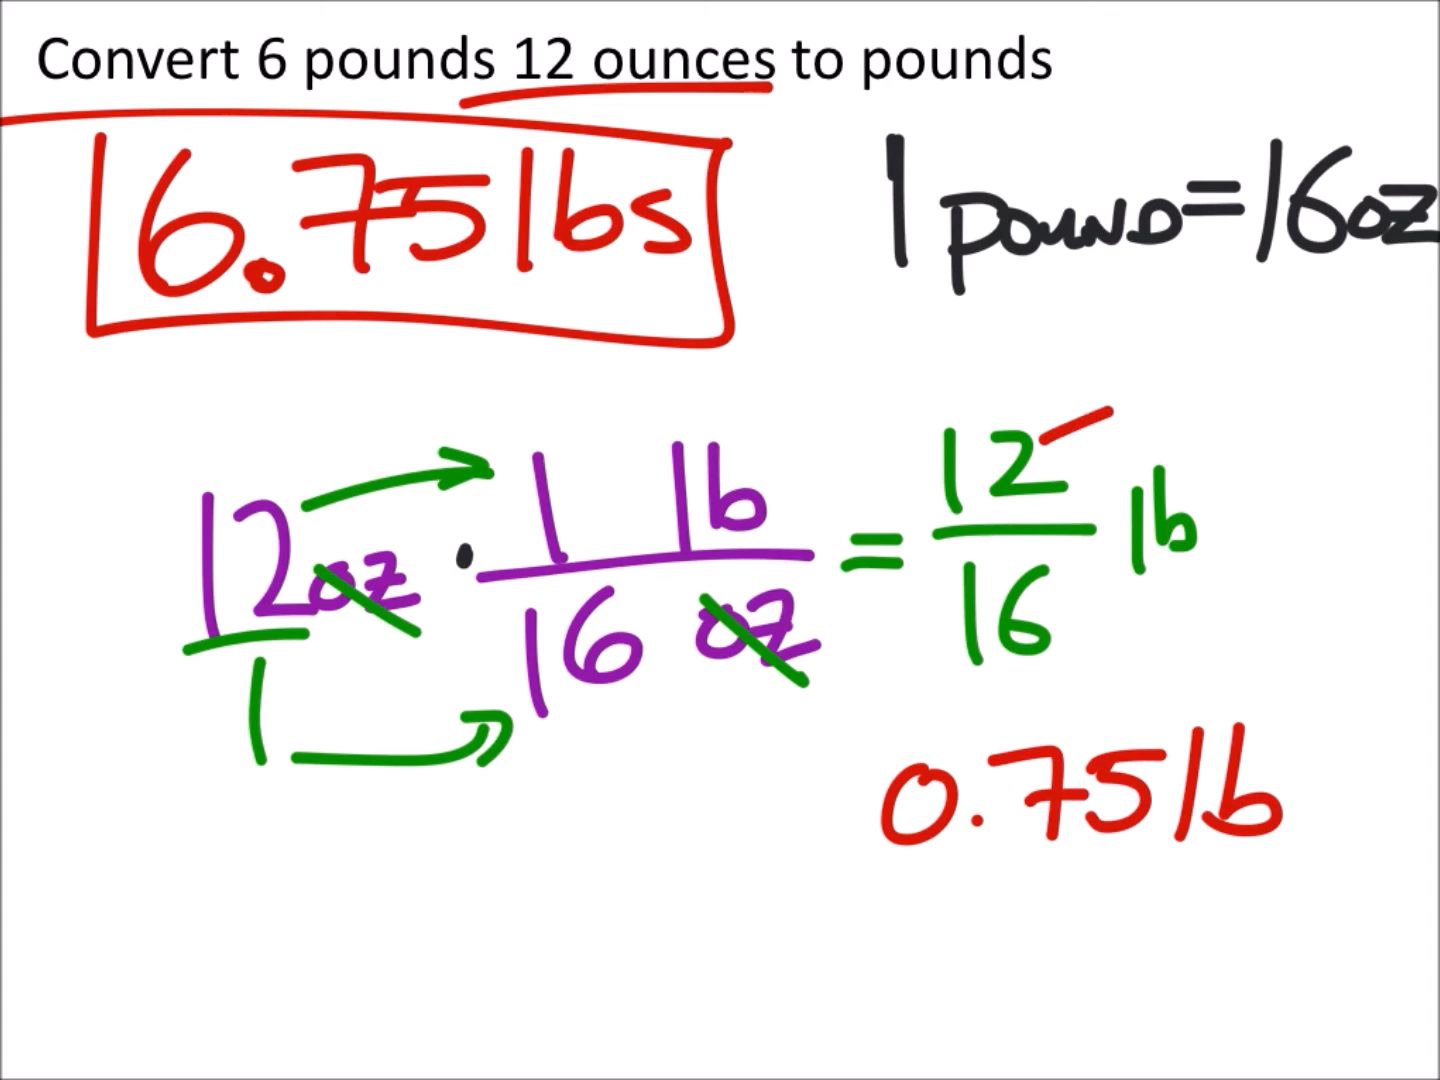 Convert 6 pounds 12 ounces to pounds
6.75 lbs
1 POUND = 16 oz
12 oz / 1 · 1 lb / 16 oz = 12 / 16 lb
0.75 lb